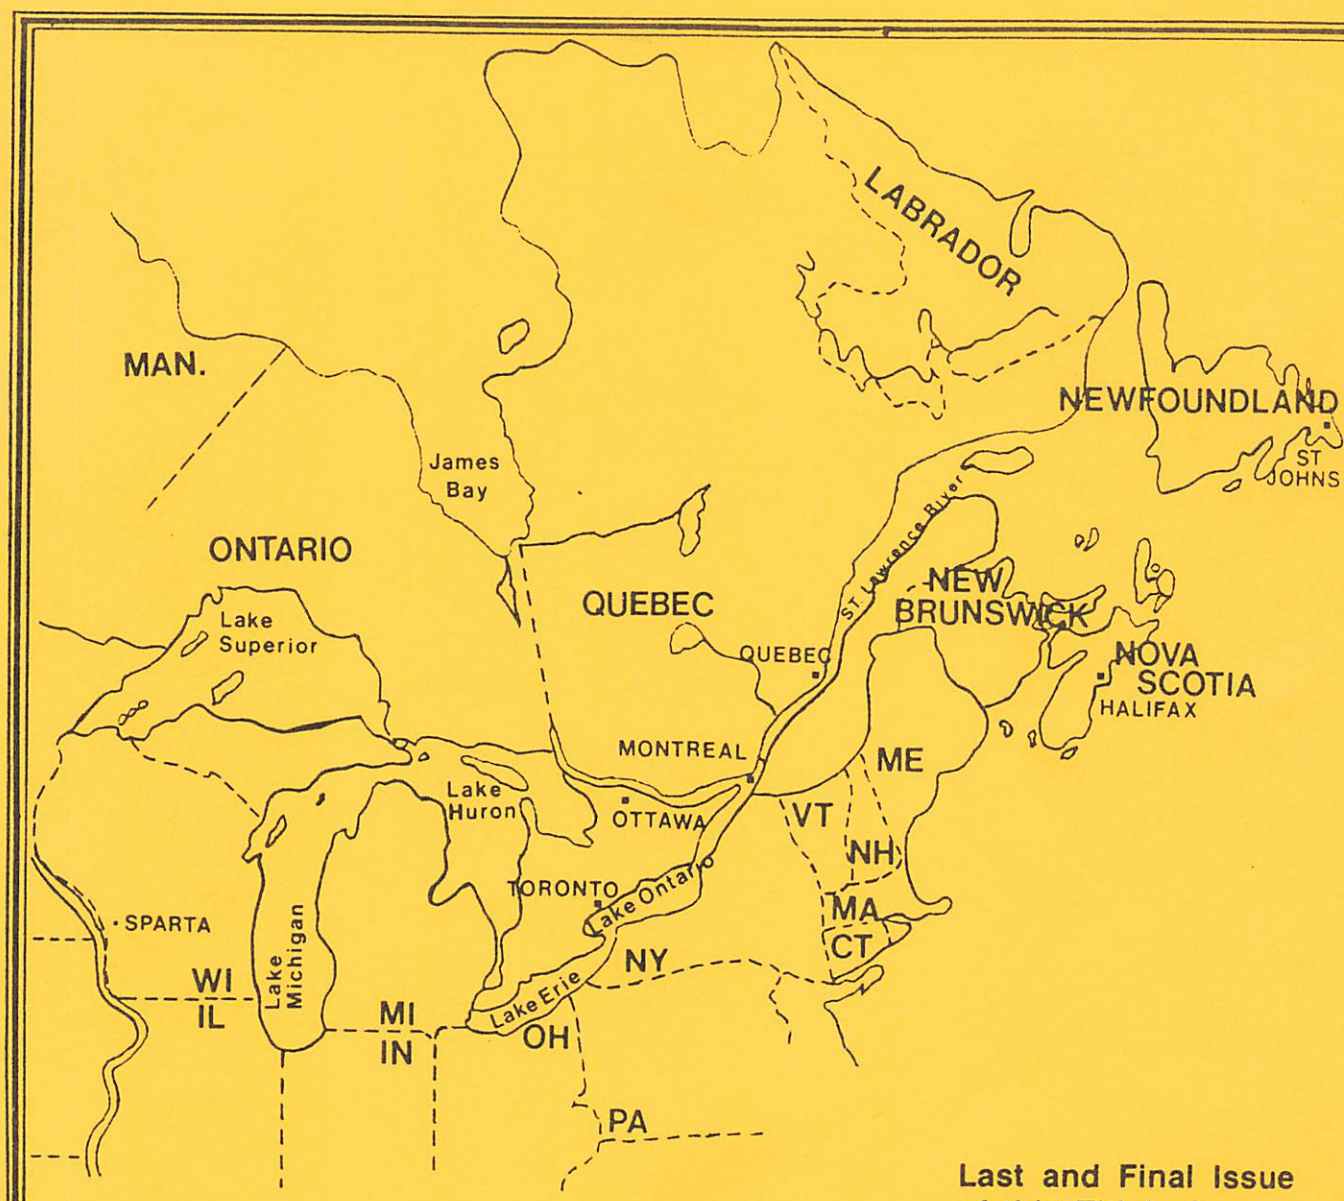 LABRADOR
MAN.
NEWFOUNDLAND
ST
JOHNS
James
Bay
St. Lawrence River
ONTARIO
QUEBEC
NEW
BRUNSWICK
Lake
Superior
QUEBEC
NOVA
SCOTIA
HALIFAX
MONTREAL
ME
Lake
Huron
OTTAWA
VT
NH
TORONTO
Lake Ontario
MA
SPARTA
CT
Lake
Michigan
NY
WI
IL
Lake Erie
MI
IN
OH
PA
Last and Final Issue